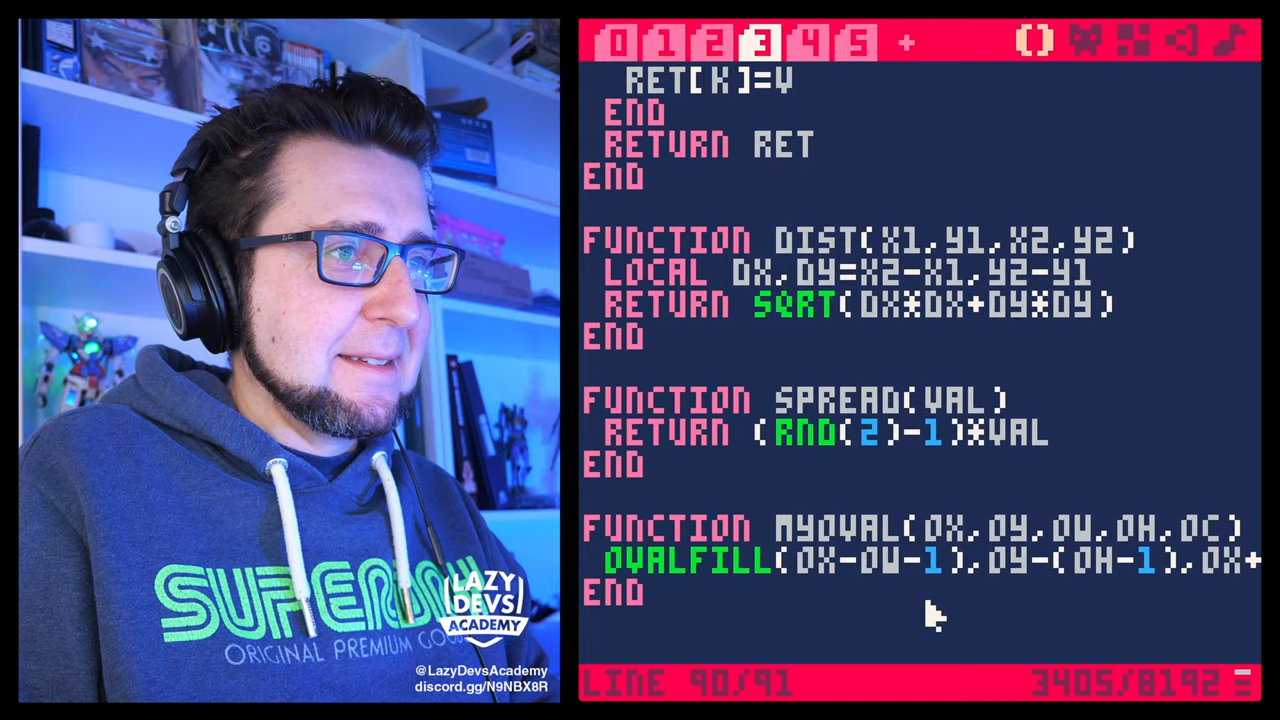 0 1 2 3 4 5 +
RET[K]=V
END
RETURN RET
END
FUNCTION DIST(X1,Y1,X2,Y2)
LOCAL DX,DY=X2-X1,Y2-Y1
RETURN SQRT(DX*DX+DY*DY)
END
FUNCTION SPREAD(VAL)
RETURN (RND(2)-1)*VAL
END
FUNCTION MYOVAL(OX,OY,OW,OH,OC)
OVALFILL(OX-OW-1),OY-(OH-1),OX+
END
LINE 90/91
3405/8192
ORIGINAL PREMIUM
LAZY
DEVS
ACADEMY
@LazyDevsAcademy
discord.gg/N9NBX8R